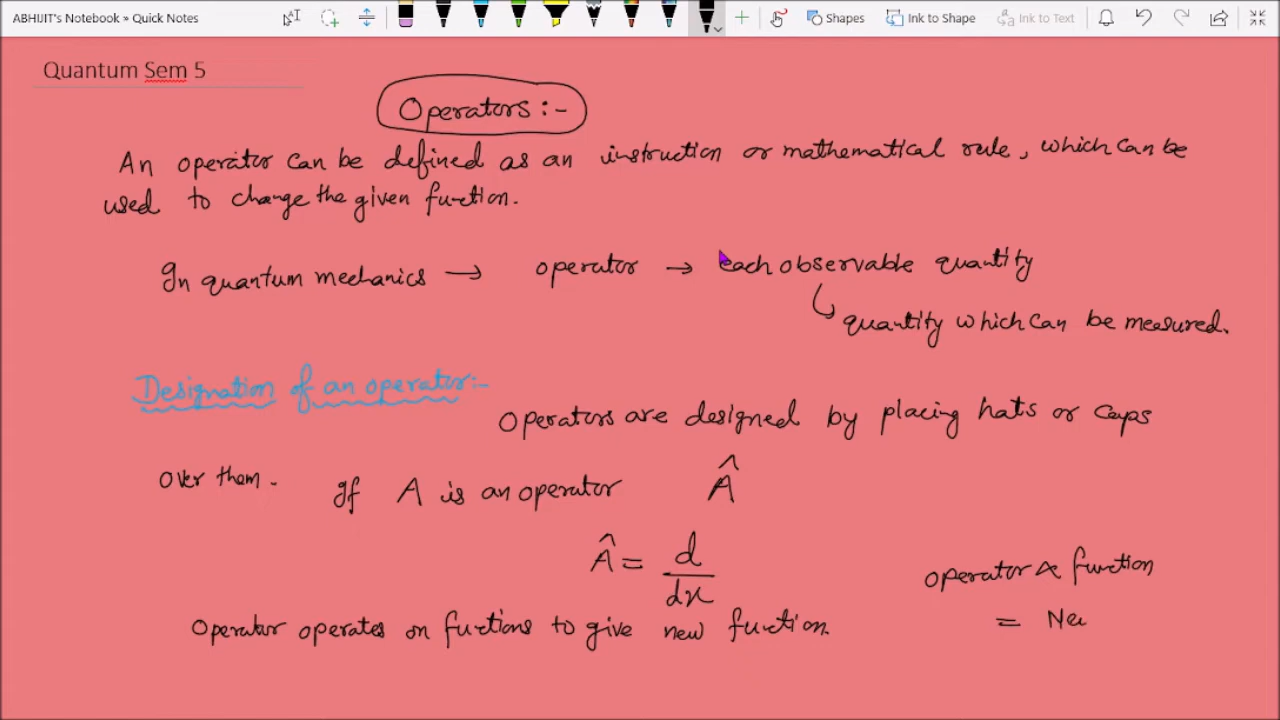 ABHIJIT's Notebook » Quick Notes
Shapes
Ink to Shape
Ink to Text
Quantum Sem 5
Operators :-
An operator can be defined as an instruction or mathematical rule, which can be
used to change the given function.
In quantum mechanics → operator → each observable quantity
quantity which can be measured.
Designation of an operator:-
Operators are designed by placing hats or caps
over them.
If A is an operator Â
Â = d/dx
Operator operates on functions to give new function.
operator × function
= Ne